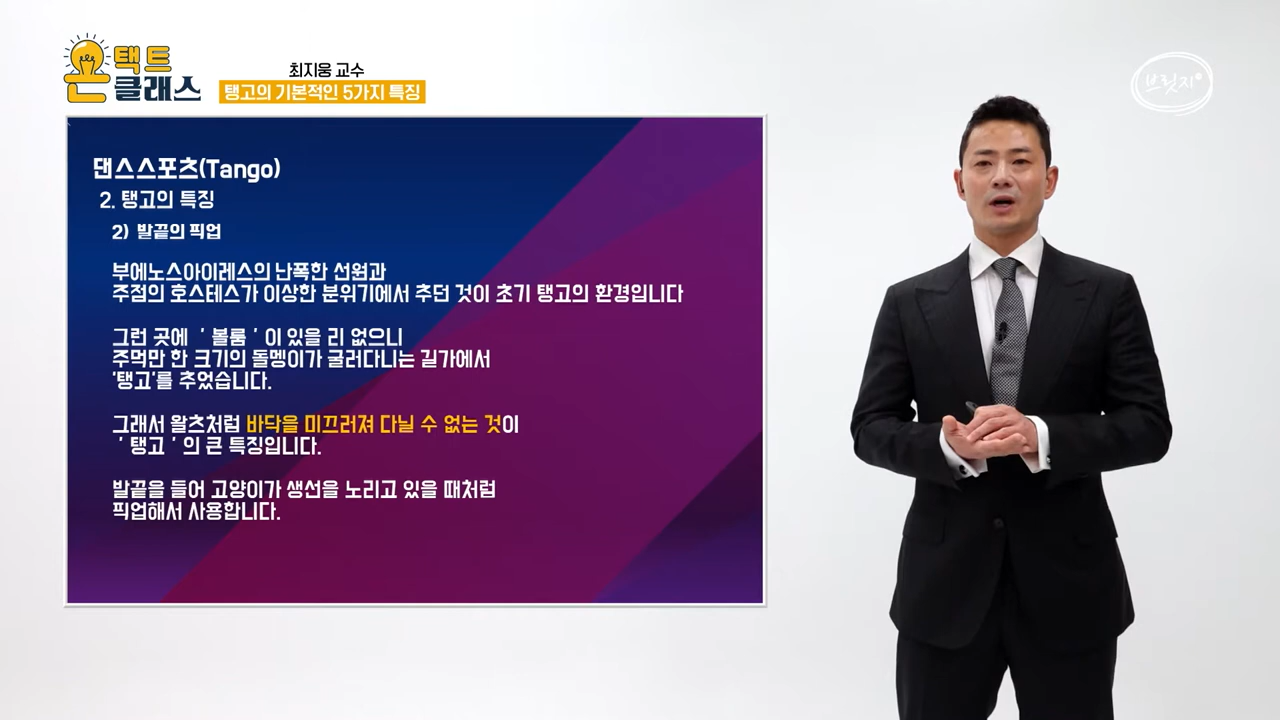 온택트
클래스
최지웅 교수
탱고의 기본적인 5가지 특징
브릿지
댄스스포츠(Tango)
2. 탱고의 특징
2) 발끝의 픽업
부에노스아이레스의 난폭한 선원과
주점의 호스테스가 이상한 분위기에서 추던 것이 초기 탱고의 환경입니다
그런 곳에 '볼룸'이 있을 리 없으니
주먹만 한 크기의 돌멩이가 굴러다니는 길가에서
'탱고'를 추었습니다.
그래서 왈츠처럼 바닥을 미끄러져 다닐 수 없는 것이
'탱고'의 큰 특징입니다.
발끝을 들어 고양이가 생선을 노리고 있을 때처럼
픽업해서 사용합니다.